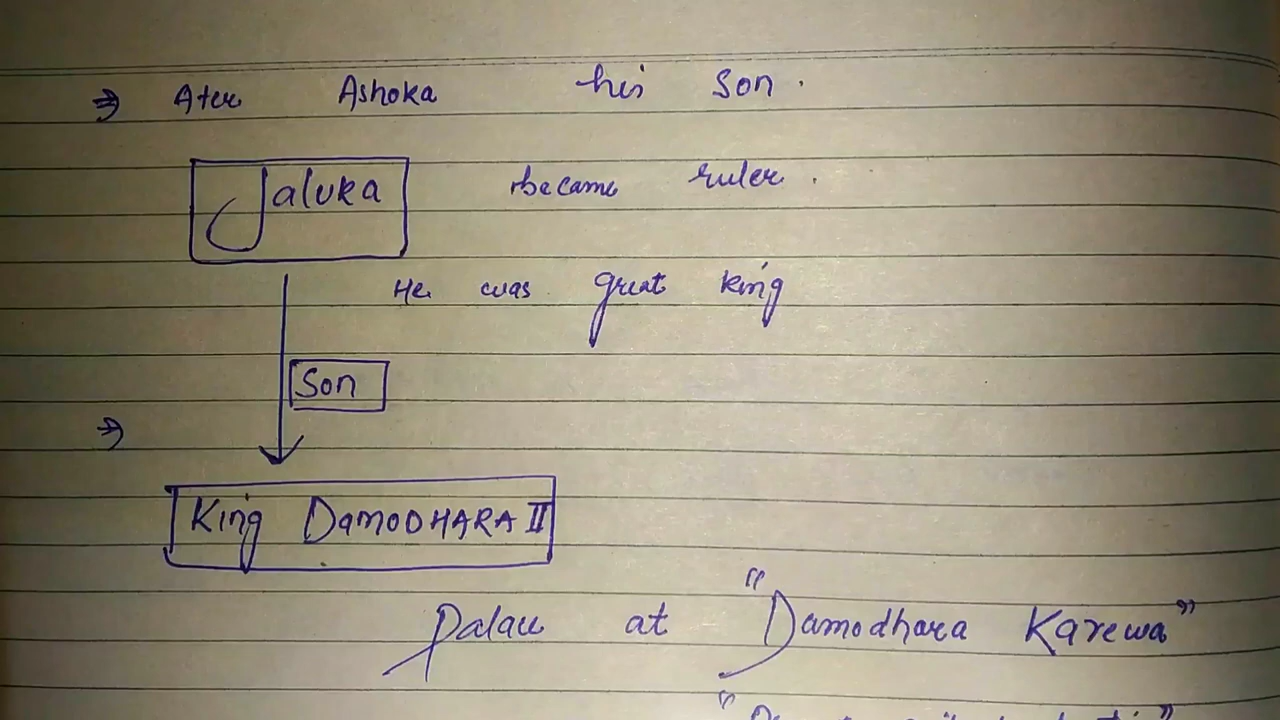 ⇒ Ater Ashoka his son.
Jaluka became ruler.
He was great king
Son
⇒
King DAMODHARA II
Palace at "Damodhara Karewa"